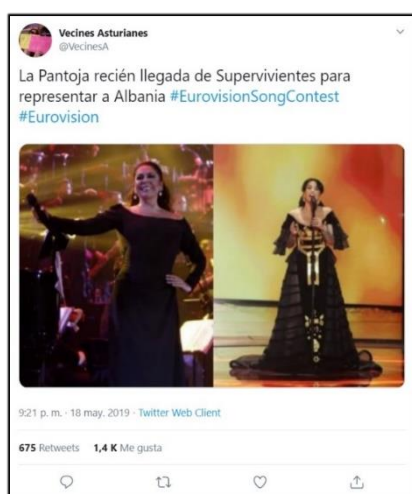 Vecines Asturianes
@VecinesA
La Pantoja recién llegada de Supervivientes para
representar a Albania #EurovisionSongContest
#Eurovision
9:21 p. m. · 18 may. 2019 · Twitter Web Client
675 Retweets 1,4 K Me gusta